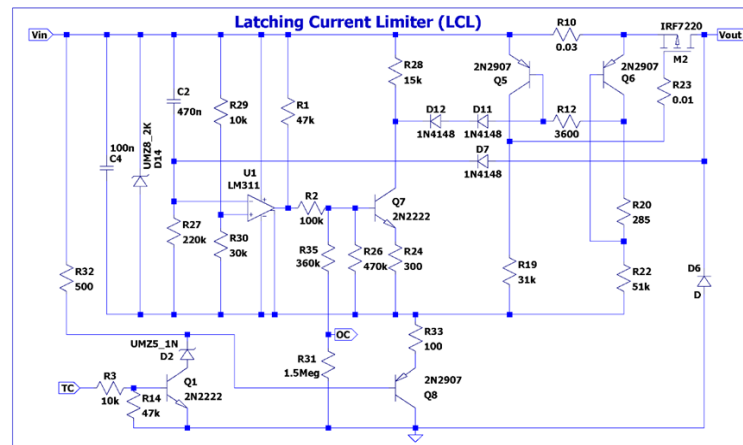 Latching Current Limiter (LCL)
Vin
R10
0.03
IRF7220
Vout
M2
R28
15k
2N2907
Q5
2N2907
Q6
R23
0.01
C2
470n
R29
10k
R1
47k
D12
1N4148
D11
1N4148
R12
3600
100n
C4
UMZ8_2K
D14
D7
1N4148
U1
LM311
R2
100k
Q7
2N2222
R27
220k
R30
30k
R35
360k
R26
470k
R24
300
R20
285
R19
31k
R22
51k
D6
D
R32
500
R33
100
UMZ5_1N
D2
OC
R31
1.5Meg
2N2907
Q8
TC
R3
10k
R14
47k
Q1
2N2222